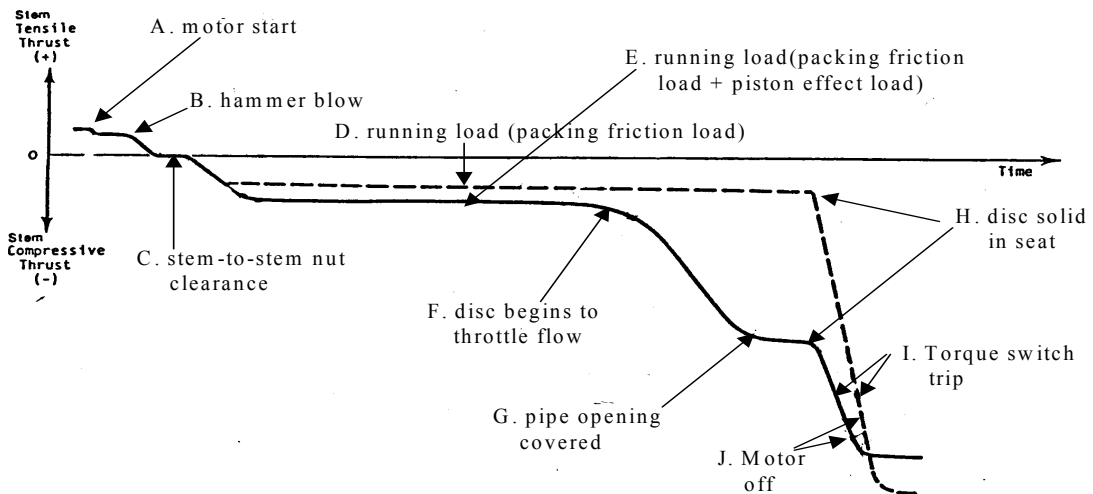 Stem
Tensile
Thrust
(+)
A. motor start
B. hammer blow
E. running load(packing friction
load + piston effect load)
D. running load (packing friction load)
0
Time
Stem
Compressive
Thrust
(-)
C. stem-to-stem nut
clearance
H. disc solid
in seat
F. disc begins to
throttle flow
I. Torque switch
trip
G. pipe opening
covered
J. Motor
off